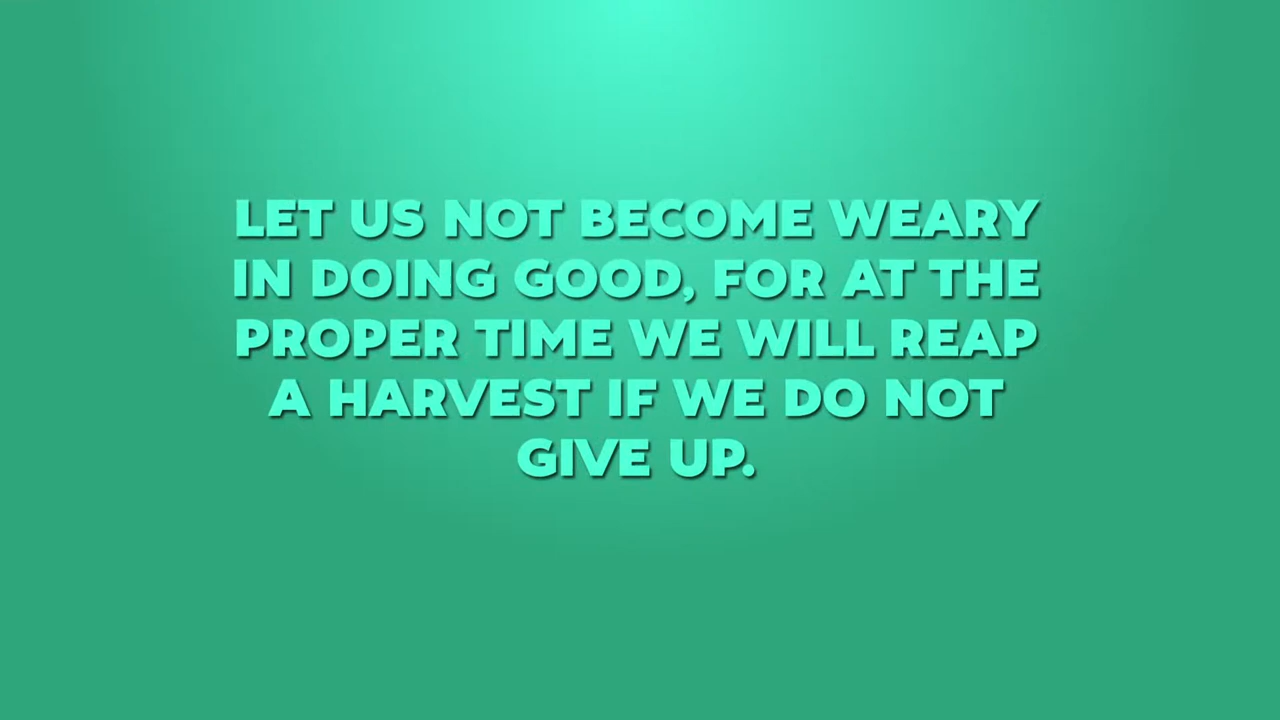 LET US NOT BECOME WEARY
IN DOING GOOD, FOR AT THE
PROPER TIME WE WILL REAP
A HARVEST IF WE DO NOT
GIVE UP.